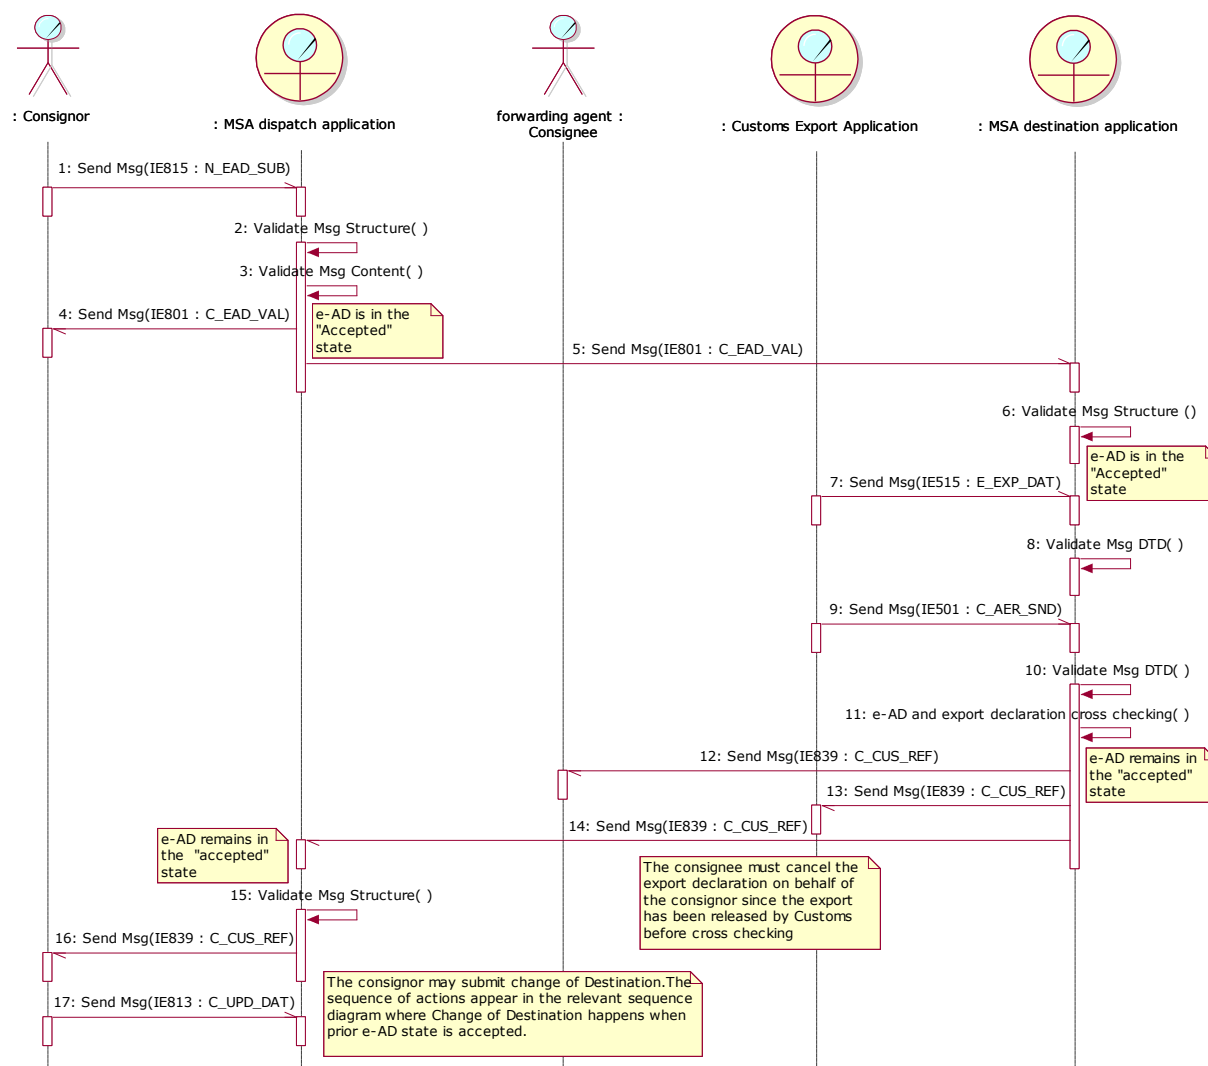 : Consignor
: MSA dispatch application
forwarding agent :
Consignee
: Customs Export Application
: MSA destination application
1: Send Msg(IE815 : N_EAD_SUB)
2: Validate Msg Structure( )
3: Validate Msg Content( )
4: Send Msg(IE801 : C_EAD_VAL)
e-AD is in the
"Accepted"
state
5: Send Msg(IE801 : C_EAD_VAL)
6: Validate Msg Structure ()
e-AD is in the
"Accepted"
state
7: Send Msg(IE515 : E_EXP_DAT)
8: Validate Msg DTD( )
9: Send Msg(IE501 : C_AER_SND)
10: Validate Msg DTD( )
11: e-AD and export declaration cross checking( )
12: Send Msg(IE839 : C_CUS_REF)
e-AD remains in
the "accepted"
state
13: Send Msg(IE839 : C_CUS_REF)
14: Send Msg(IE839 : C_CUS_REF)
e-AD remains in
the  "accepted"
state
The consignee must cancel the
export declaration on behalf of
the consignor since the export
has been released by Customs
before cross checking
15: Validate Msg Structure( )
16: Send Msg(IE839 : C_CUS_REF)
The consignor may submit change of Destination.The
sequence of actions appear in the relevant sequence
diagram where Change of Destination happens when
prior e-AD state is accepted.
17: Send Msg(IE813 : C_UPD_DAT)